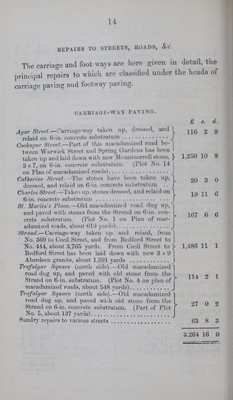 14
REPAIRS TO STREETS, ROADS, &c.
The carriage and foot ways are here given in detail, the
principal repairs to which are classified under the heads of
carriage paving and footway paving.
CARRIAGE-WAY PAVING.
£ s. d.
Agar Street.—Carriage-way taken up, dressed, and
relaid on 6-in. concrete substratum 116 2 9
Cockspur Street.—Part of this macadamized road be-
tween Warwick Street and Spring Gardens has been
taken up and laid down with new Mountsorrell stone,
3 × 7, on 6-in. concrete substratum. (Plot No. 14
on Plan of macadamized roads) 1,250 10 8
Catherine Street.—The stones have been taken up,
dressed, and relaid on 6-in. concrete substratum 20 3 0
Charles Street.—Taken up, stones dressed, and relaid on
6-in. concrete substratum 19 11 6
St. Martin's Place.—Old macadamized road dug up,
and paved with stones from the Strand on 6-in. con-
crete substratum. (Plot No. 1 on Plan of mac-
adamized roads, about 613 yards) 167 6 6
Strand.—Carriage-way taken up and relaid, from
No. 369 to Cecil Street, and from Bedford Street to
No. 444, about 3,765 yards. From Cecil Street to
Bedford Street has been laid down with new 3 × 9
Aberdeen granite, about 1,591 yards 1,486 11 1
Trafalgar Square (north side).—Old macadamized
road dug up, and paved with old stone from the
Strand on 6-in. substratum. (Plot No. 4 on plan of
macadamized roads, about 548 yards) 114 2 1
Trafalgar Square (north side).—Old macadamized
road dug up, and paved with old stone from the
Strand on 6-in. concrete substratum. (Part of Plot
No. 5, about 137 yards) 27 0 2
Sundry repairs to various streets 63 8 3
3,264 16 0